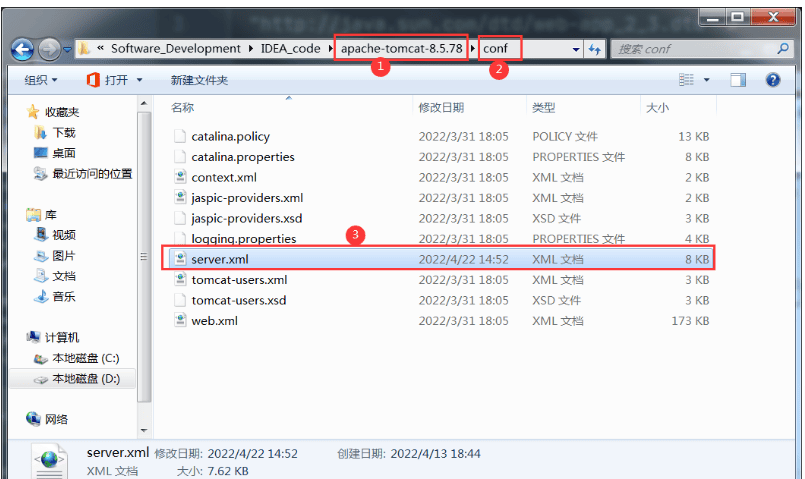 « Software_Development ▸ IDEA_code ▸ apache-tomcat-8.5.78 ▸ conf 搜索 conf
1 2
组织 打开 新建文件夹
收藏夹
下载
桌面
最近访问的位置
库
视频
图片
文档
音乐
计算机
本地磁盘 (C:)
本地磁盘 (D:)
网络
名称 修改日期 类型 大小
catalina.policy 2022/3/31 18:05 POLICY 文件 13 KB
catalina.properties 2022/3/31 18:05 PROPERTIES 文件 8 KB
context.xml 2022/3/31 18:05 XML 文档 2 KB
jaspic-providers.xml 2022/3/31 18:05 XML 文档 2 KB
jaspic-providers.xsd 2022/3/31 18:05 XSD 文件 3 KB
logging.properties 2022/3/31 18:05 PROPERTIES 文件 4 KB
3
server.xml 2022/4/22 14:52 XML 文档 8 KB
tomcat-users.xml 2022/3/31 18:05 XML 文档 3 KB
tomcat-users.xsd 2022/3/31 18:05 XSD 文件 3 KB
web.xml 2022/3/31 18:05 XML 文档 173 KB
server.xml 修改日期: 2022/4/22 14:52 创建日期: 2022/4/13 18:44
XML 文档 大小: 7.62 KB